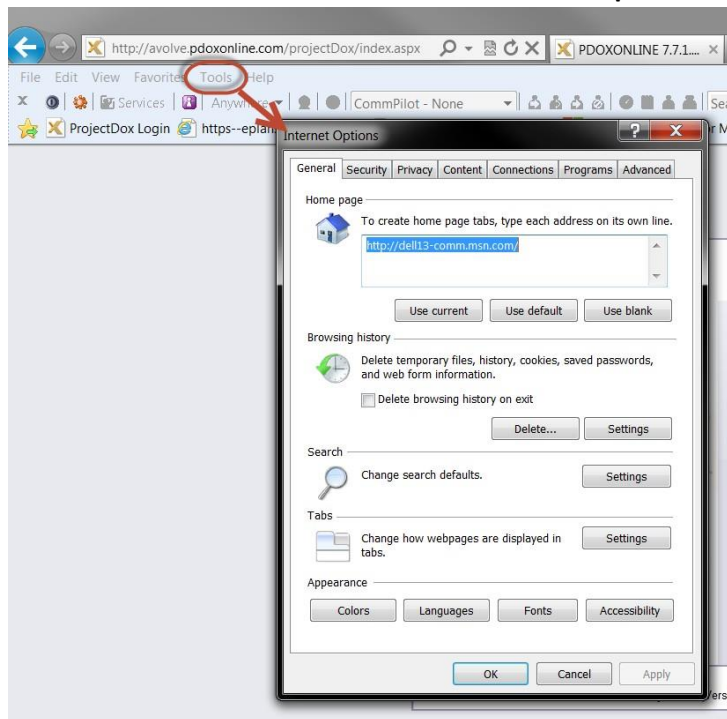 http://avolve.pdoxonline.com/projectDox/index.aspx
PDOXONLINE 7.7.1....
File Edit View Favorites Tools Help
Services Anywhere CommPilot - None
ProjectDox Login https--eplan
Internet Options
General Security Privacy Content Connections Programs Advanced
Home page
To create home page tabs, type each address on its own line.
http://dell13-comm.msn.com/
Use current Use default Use blank
Browsing history
Delete temporary files, history, cookies, saved passwords,
and web form information.
Delete browsing history on exit
Delete... Settings
Search
Change search defaults. Settings
Tabs
Change how webpages are displayed in
tabs.
Settings
Appearance
Colors Languages Fonts Accessibility
OK Cancel Apply